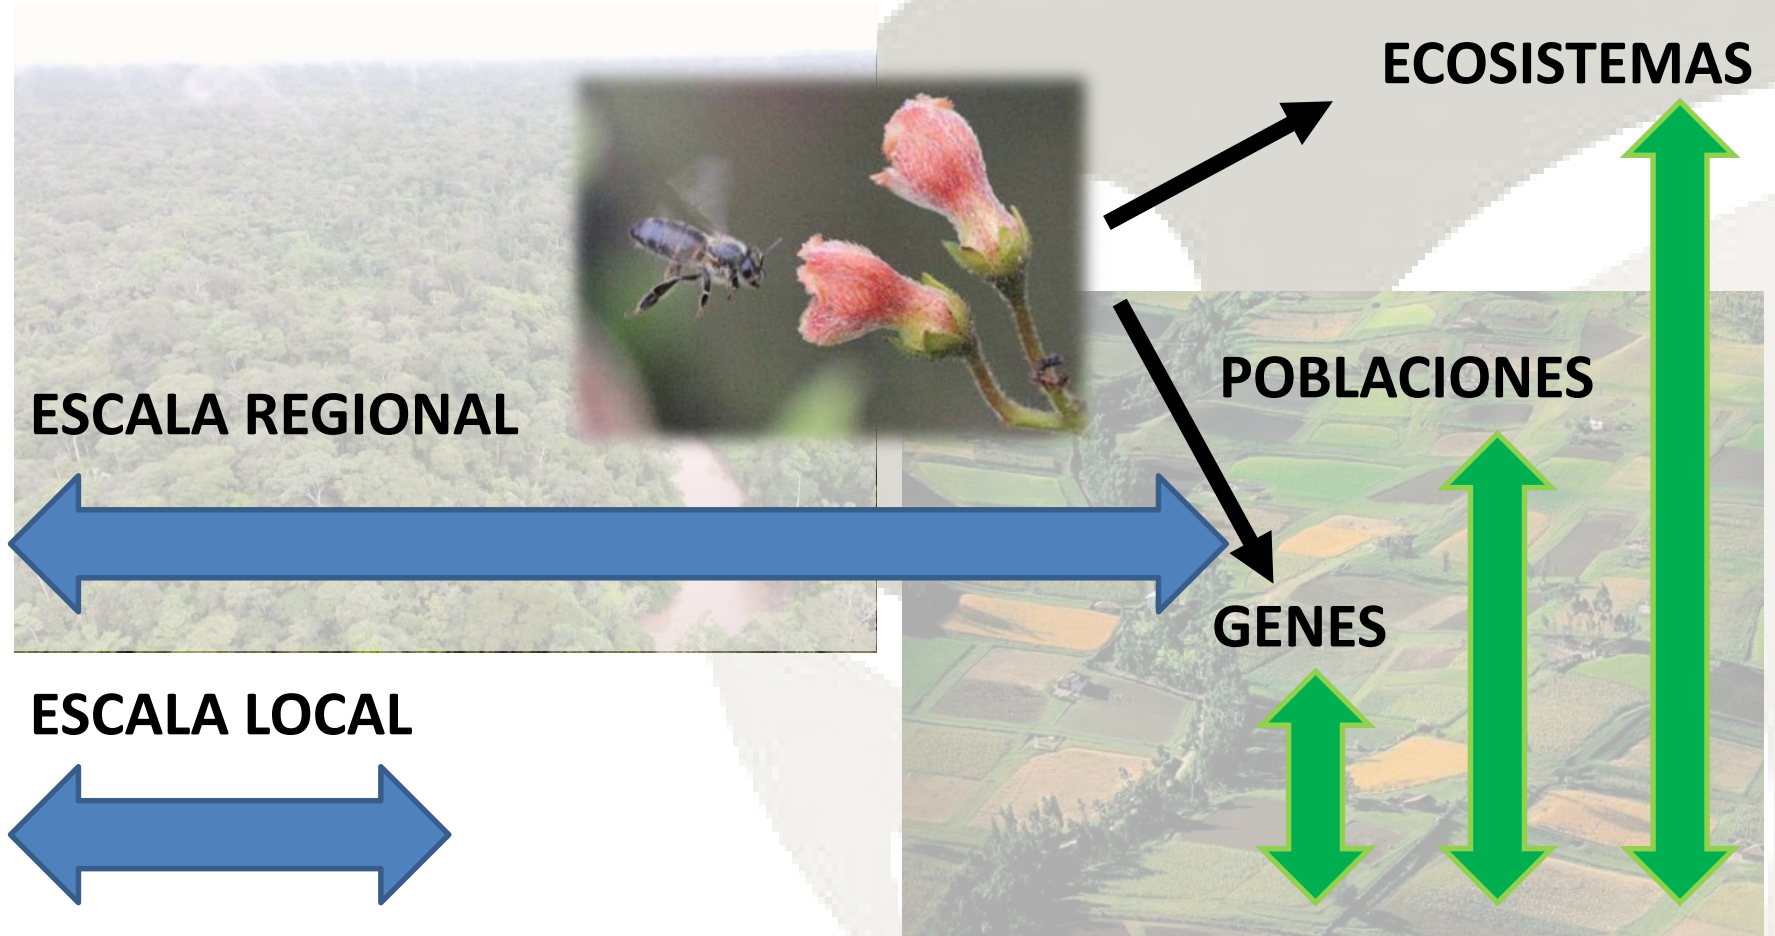 ECOSISTEMAS
POBLACIONES
ESCALA REGIONAL
GENES
ESCALA LOCAL